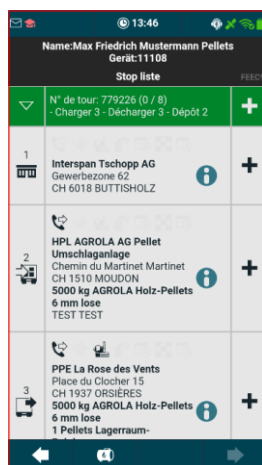 13:46
Name:Max Friedrich Mustermann Pellets
Gerät:11108
Stop liste
N° de tour: 779226 (0 / 8)
- Charger 3 - Décharger 3 - Dépôt 2
1
Interspan Tschopp AG
Gewerbezone 62
CH 6018 BUTTISHOLZ
2
HPL AGROLA AG Pellet
Umschlaganlage
Chemin du Martinet Martinet
CH 1510 MOUDON
5000 kg AGROLA Holz-Pellets
6 mm lose
TEST TEST
3
PPE La Rose des Vents
Place du Clocher 15
CH 1937 ORSIÈRES
5000 kg AGROLA Holz-Pellets
6 mm lose
1 Pellets Lagerraum-